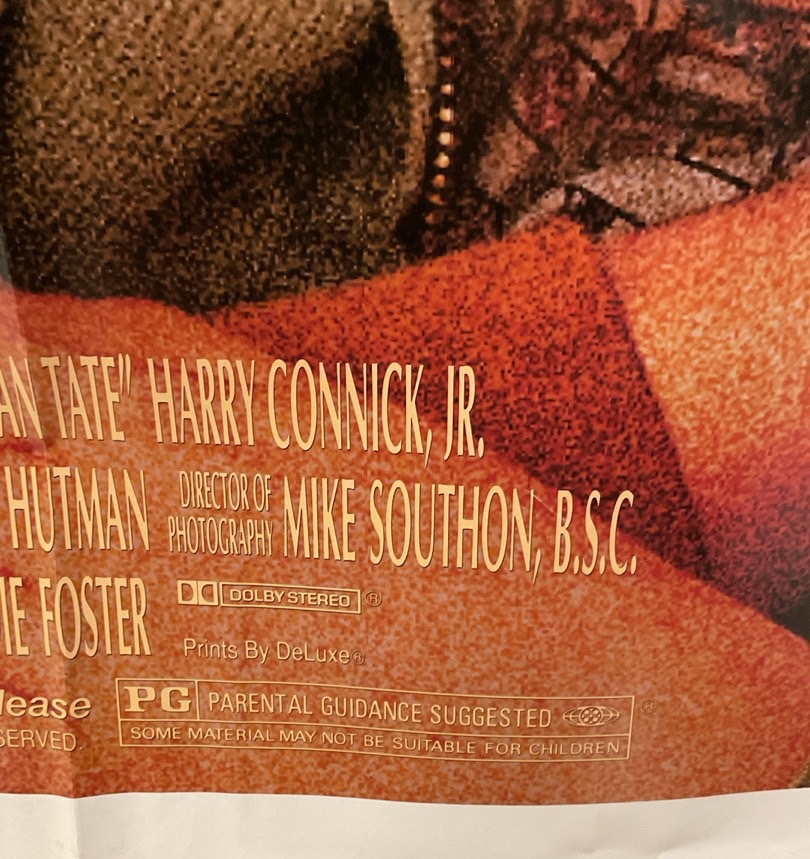 AN TATE" HARRY CONNICK, JR.
HUTMAN DIRECTOR OF PHOTOGRAPHY MIKE SOUTHON, B.S.C.
IE FOSTER DOLBY STEREO ®
Prints By DeLuxe®
lease
SERVED.
PG PARENTAL GUIDANCE SUGGESTED ®
SOME MATERIAL MAY NOT BE SUITABLE FOR CHILDREN